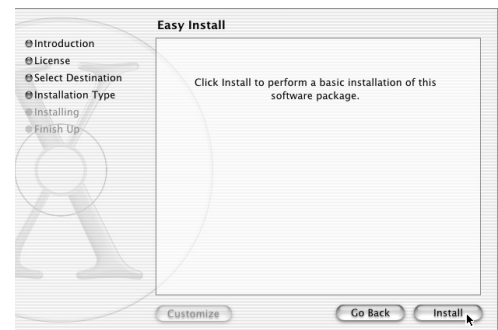 Easy Install
Introduction
License
Select Destination
Installation Type
Installing
Finish Up
Click Install to perform a basic installation of this
software package.
Customize
Go Back
Install